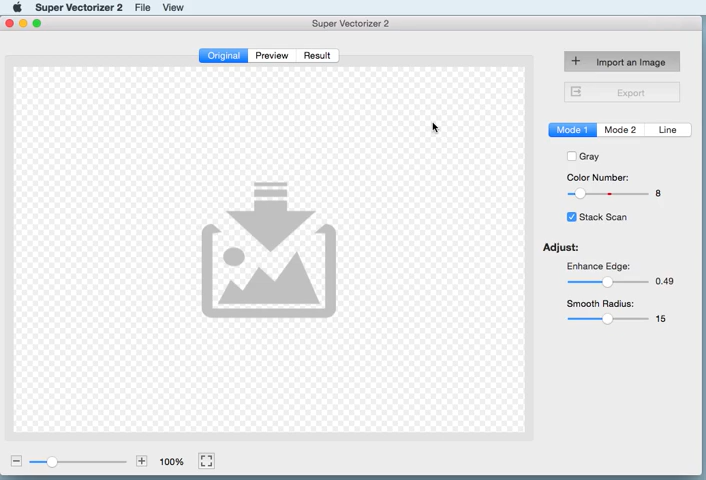 Super Vectorizer 2 File View
Super Vectorizer 2
Original Preview Result
+ Import an Image
Export
Mode 1 Mode 2 Line
Gray
Color Number:
8
Stack Scan
Adjust:
Enhance Edge:
0.49
Smooth Radius:
15
100%